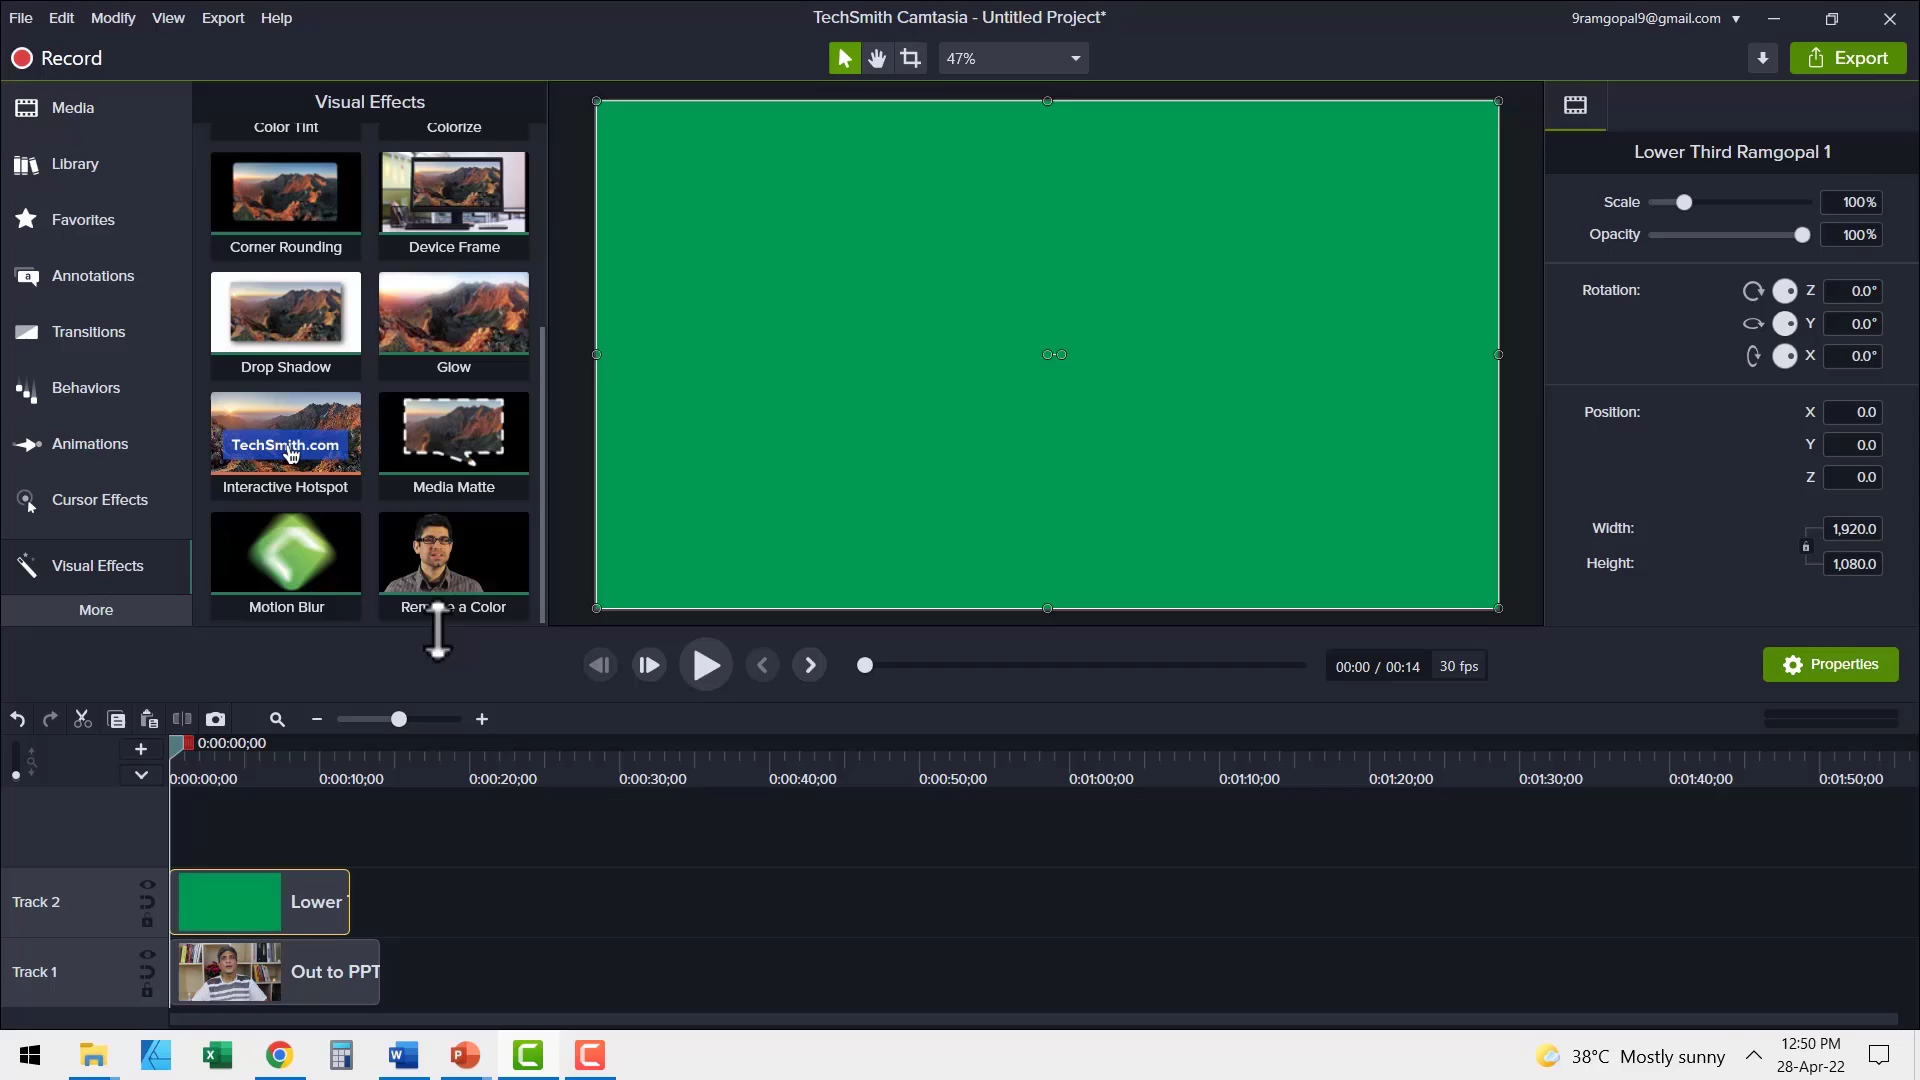 File Edit Modify View Export Help
TechSmith Camtasia - Untitled Project*
9ramgopal9@gmail.com
Record
47%
Export
Media
Library
Favorites
Annotations
Transitions
Behaviors
Animations
Cursor Effects
Visual Effects
More
Visual Effects
Color Tint Colorize
Corner Rounding Device Frame
Drop Shadow Glow
TechSmith.com
Interactive Hotspot Media Matte
Motion Blur Remove a Color
Lower Third Ramgopal 1
Scale 100%
Opacity 100%
Rotation: Z 0.0°
Y 0.0°
X 0.0°
Position: X 0.0
Y 0.0
Z 0.0
Width: 1,920.0
Height: 1,080.0
00:00 / 00:14 30 fps
Properties
0:00:00;00
0:00:00;00 0:00:10;00 0:00:20;00 0:00:30;00 0:00:40;00 0:00:50;00 0:01:00;00 0:01:10;00 0:01:20;00 0:01:30;00 0:01:40;00 0:01:50;00
Track 2 Lower
Track 1 Out to PPT
38°C Mostly sunny
12:50 PM
28-Apr-22